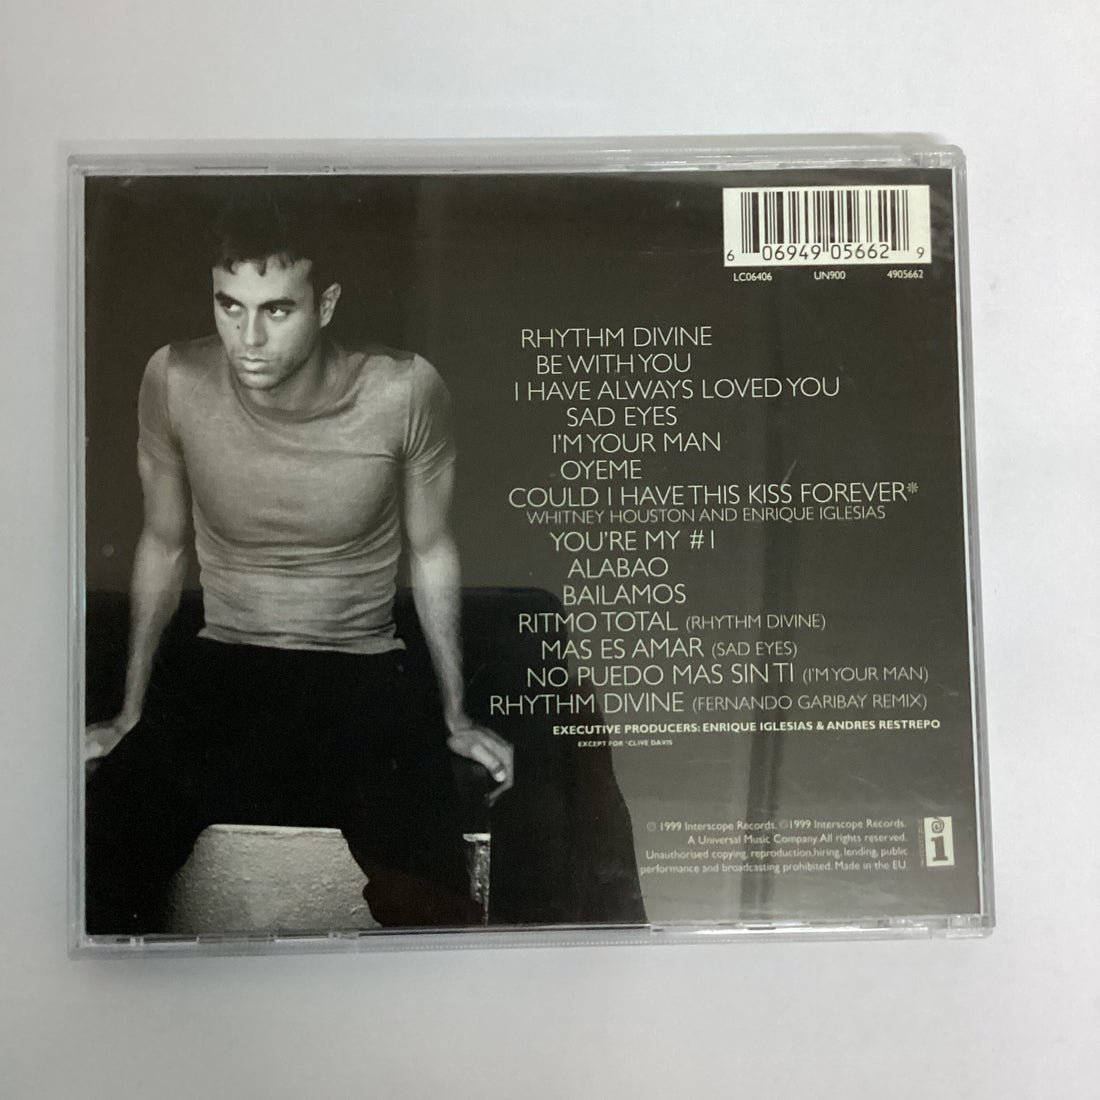 6 06949 05662 9
LC06406 UN900 4905662
RHYTHM DIVINE
BE WITH YOU
I HAVE ALWAYS LOVED YOU
SAD EYES
I'M YOUR MAN
OYEME
COULD I HAVE THIS KISS FOREVER*
WHITNEY HOUSTON AND ENRIQUE IGLESIAS
YOU'RE MY #1
ALABAO
BAILAMOS
RITMO TOTAL (RHYTHM DIVINE)
MAS ES AMAR (SAD EYES)
NO PUEDO MAS SIN TI (I'M YOUR MAN)
RHYTHM DIVINE (FERNANDO GARIBAY REMIX)
EXECUTIVE PRODUCERS: ENRIQUE IGLESIAS & ANDRES RESTREPO
EXCEPT FOR *CLIVE DAVIS
℗ 1999 Interscope Records. ©1999 Interscope Records.
A Universal Music Company. All rights reserved.
Unauthorised copying, reproduction, hiring, lending, public
performance and broadcasting prohibited. Made in the EU.
i